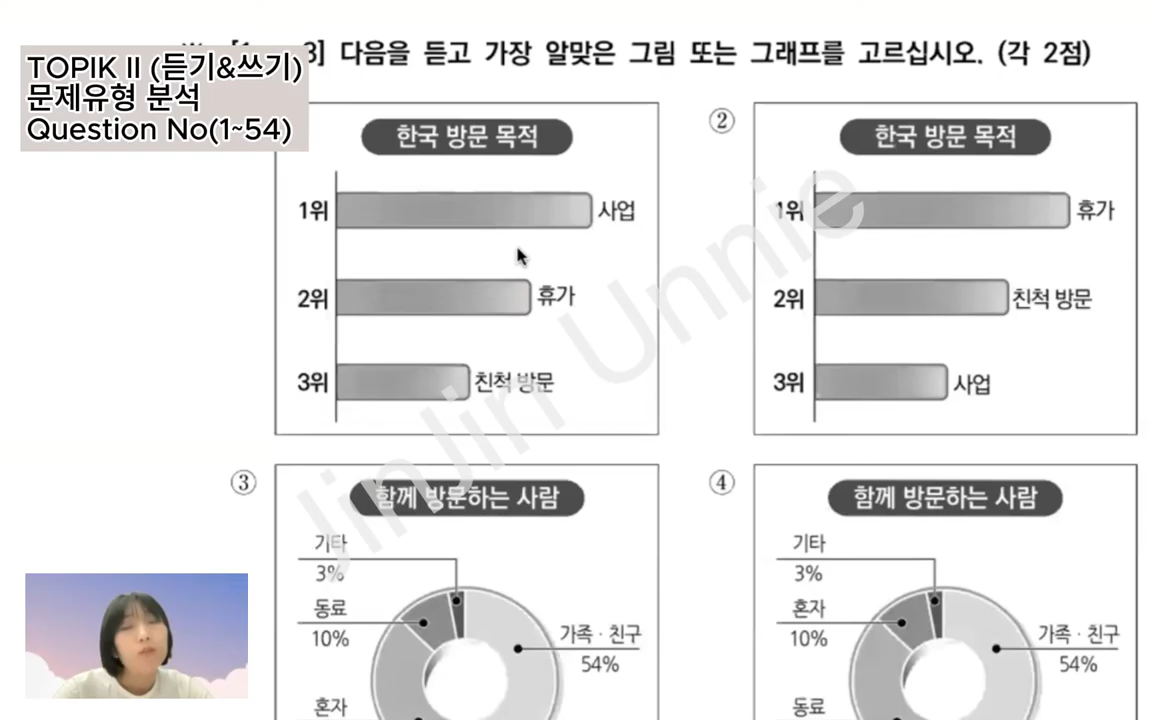 3] 다음을 듣고 가장 알맞은 그림 또는 그래프를 고르십시오. (각 2점)
TOPIK II (듣기&쓰기)
문제유형 분석
Question No(1~54)
한국 방문 목적
1위 사업
2위 휴가
3위 친척 방문
②
한국 방문 목적
1위 휴가
2위 친척 방문
3위 사업
③
함께 방문하는 사람
기타
3%
동료
10%
가족·친구
54%
혼자
④
함께 방문하는 사람
기타
3%
혼자
10%
가족·친구
54%
동료
JinJin Unnie